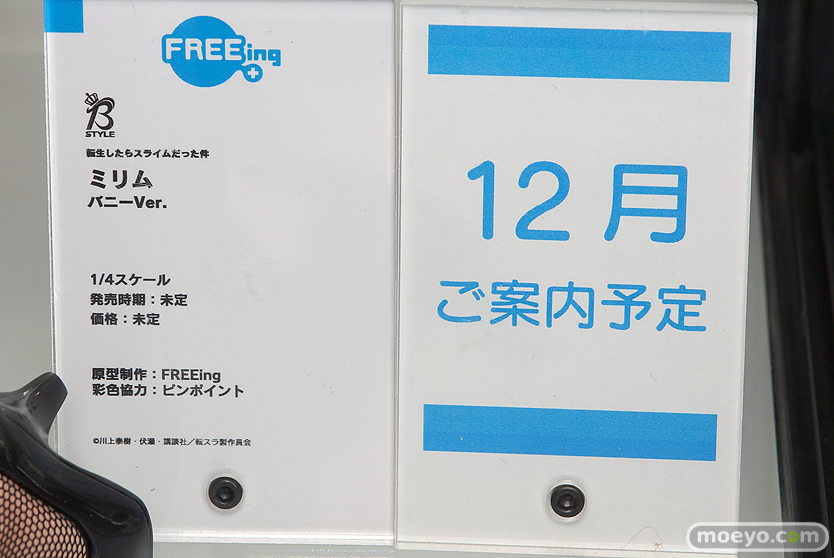 FREEing
B
STYLE
転生したらスライムだった件
ミリム
バニーVer.
1/4スケール
発売時期：未定
価格：未定
原型制作：FREEing
彩色協力：ピンポイント
©川上泰樹・伏瀬・講談社／転スラ製作委員会
12月
ご案内予定
moeyo.com